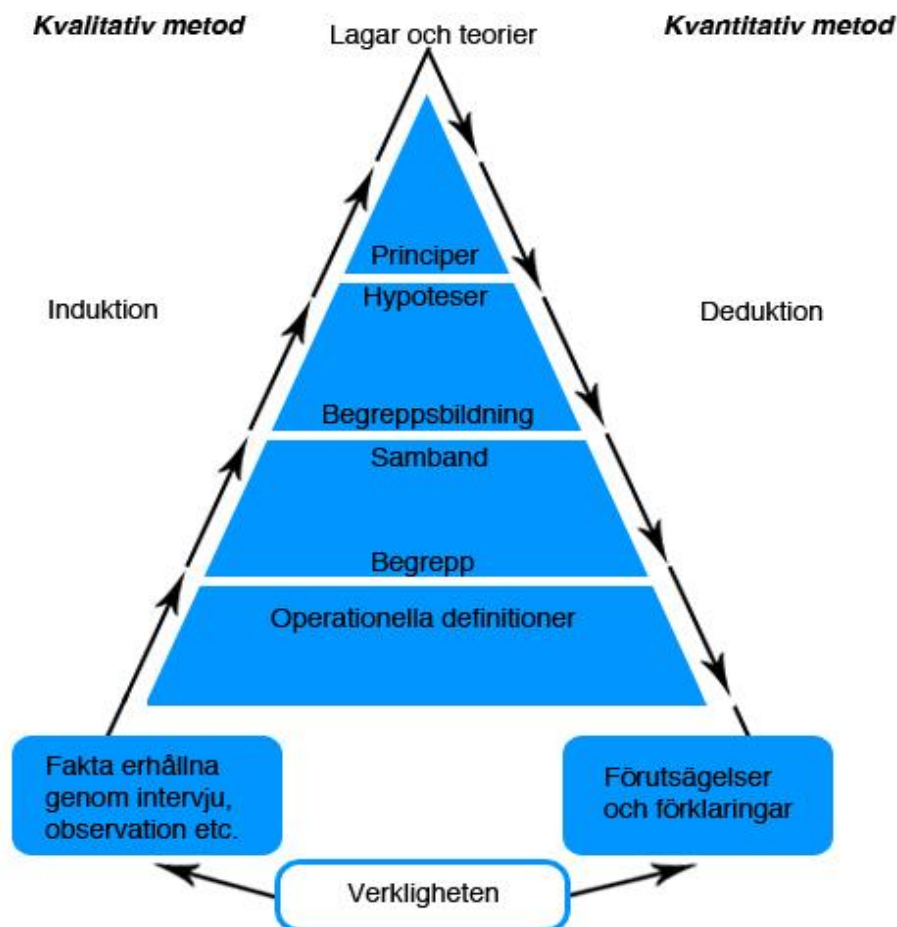 Kvalitativ metod
Lagar och teorier
Kvantitativ metod
Principer
Hypoteser
Induktion
Deduktion
Begreppsbildning
Samband
Begrepp
Operationella definitioner
Fakta erhållna
genom intervju,
observation etc.
Förutsägelser
och förklaringar
Verkligheten